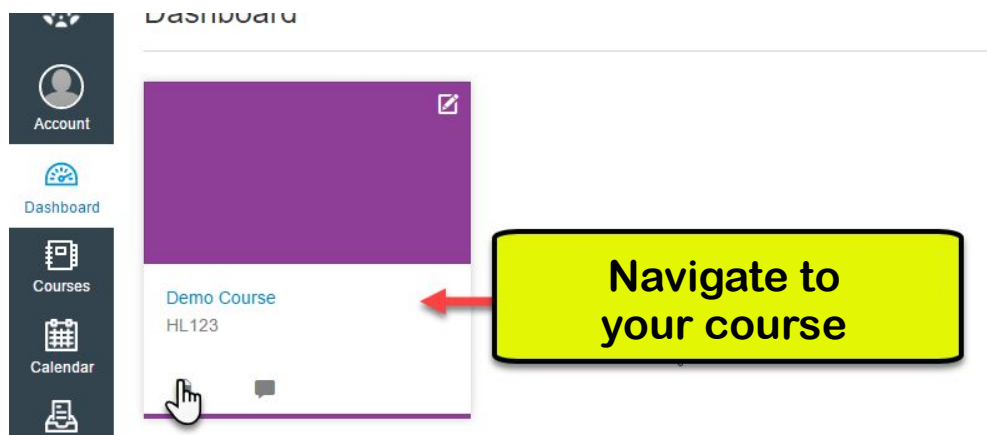 Dashboard
Account
Dashboard
Courses
Calendar
Demo Course
HL123
Navigate to
your course